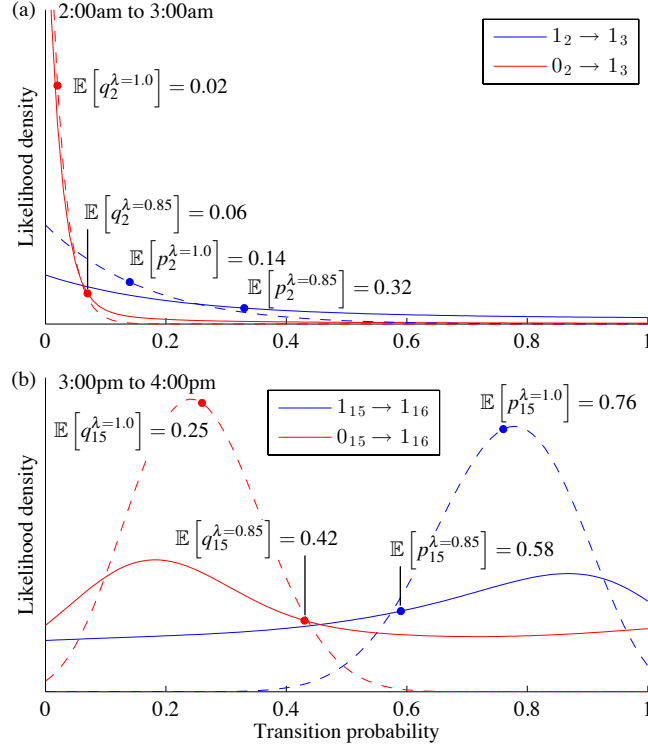 (a) 2:00am to 3:00am
1₂ → 1₃
0₂ → 1₃
𝔼[q₂^{λ=1.0}] = 0.02
𝔼[q₂^{λ=0.85}] = 0.06
𝔼[p₂^{λ=1.0}] = 0.14
𝔼[p₂^{λ=0.85}] = 0.32
Likelihood density
0 0.2 0.4 0.6 0.8 1
(b) 3:00pm to 4:00pm
1₁₅ → 1₁₆
0₁₅ → 1₁₆
𝔼[p₁₅^{λ=1.0}] = 0.76
𝔼[q₁₅^{λ=1.0}] = 0.25
𝔼[q₁₅^{λ=0.85}] = 0.42
𝔼[p₁₅^{λ=0.85}] = 0.58
Likelihood density
0 0.2 0.4 0.6 0.8 1
Transition probability